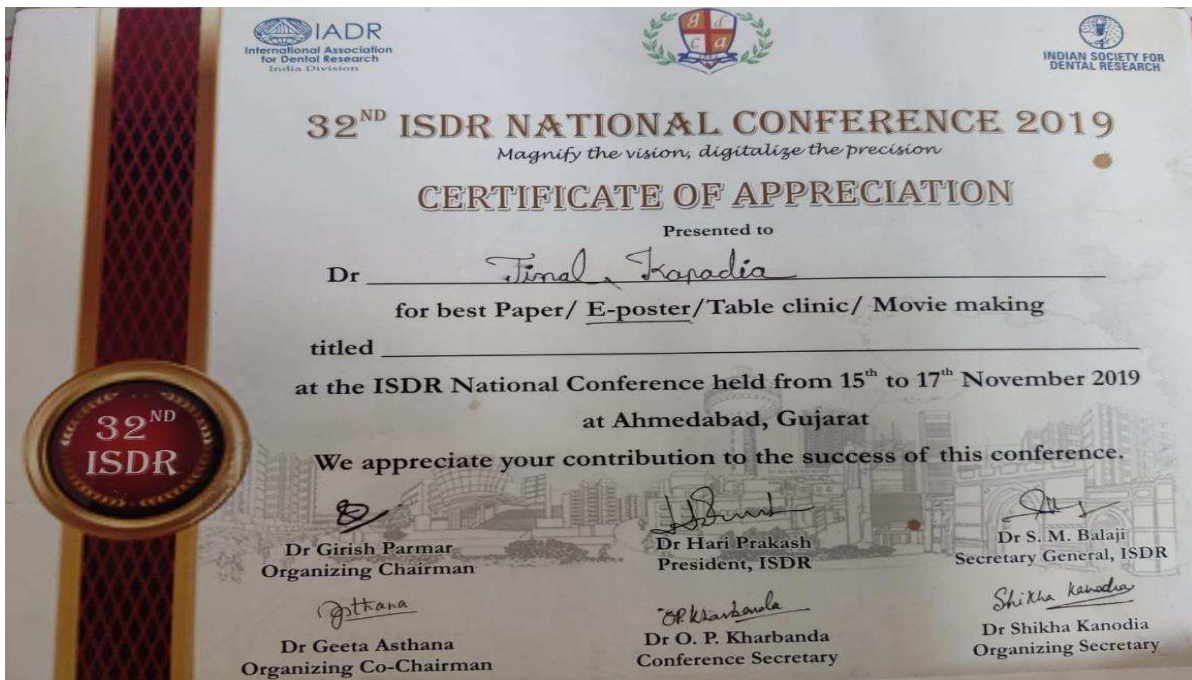 IADR
International Association
for Dental Research
India Division
g d
c a
INDIAN SOCIETY FOR
DENTAL RESEARCH
32ND ISDR NATIONAL CONFERENCE 2019
Magnify the vision, digitalize the precision
CERTIFICATE OF APPRECIATION
Presented to
Dr Jinal Kapadia
for best Paper/ E-poster/Table clinic/ Movie making
titled
at the ISDR National Conference held from 15th to 17th November 2019
at Ahmedabad, Gujarat
We appreciate your contribution to the success of this conference.
32ND
ISDR
Dr Girish Parmar
Organizing Chairman
Dr Hari Prakash
President, ISDR
Dr S. M. Balaji
Secretary General, ISDR
Asthana
O.P. Kharbanda
Shikha Kanodia
Dr Geeta Asthana
Organizing Co-Chairman
Dr O. P. Kharbanda
Conference Secretary
Dr Shikha Kanodia
Organizing Secretary